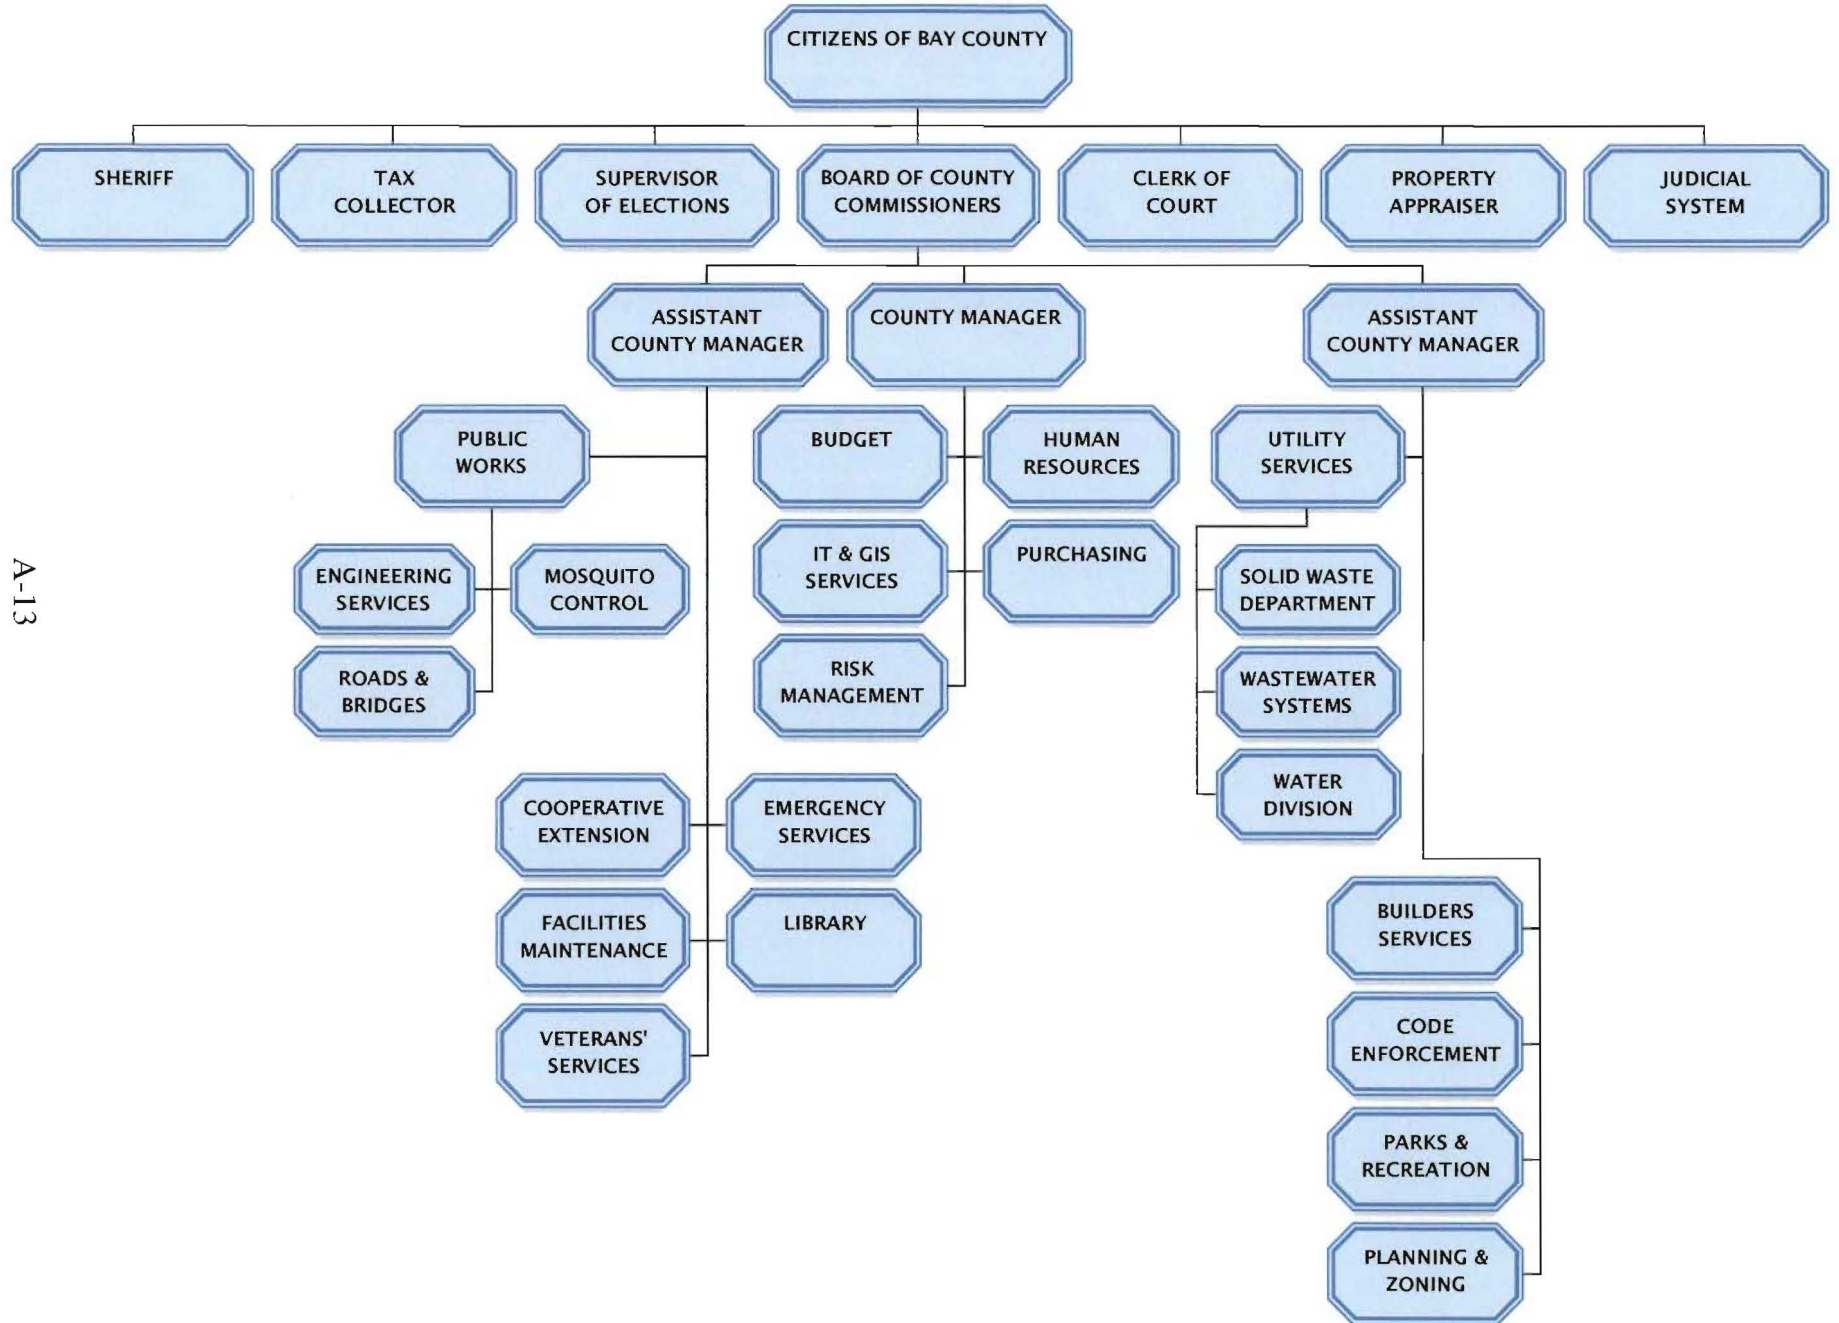 CITIZENS OF BAY COUNTY
SHERIFF
TAX
COLLECTOR
SUPERVISOR
OF ELECTIONS
BOARD OF COUNTY
COMMISSIONERS
CLERK OF
COURT
PROPERTY
APPRAISER
JUDICIAL
SYSTEM
ASSISTANT
COUNTY MANAGER
COUNTY MANAGER
ASSISTANT
COUNTY MANAGER
PUBLIC
WORKS
BUDGET
HUMAN
RESOURCES
UTILITY
SERVICES
ENGINEERING
SERVICES
MOSQUITO
CONTROL
IT & GIS
SERVICES
PURCHASING
SOLID WASTE
DEPARTMENT
ROADS &
BRIDGES
RISK
MANAGEMENT
WASTEWATER
SYSTEMS
WATER
DIVISION
COOPERATIVE
EXTENSION
EMERGENCY
SERVICES
FACILITIES
MAINTENANCE
LIBRARY
BUILDERS
SERVICES
VETERANS'
SERVICES
CODE
ENFORCEMENT
PARKS &
RECREATION
PLANNING &
ZONING
A-13